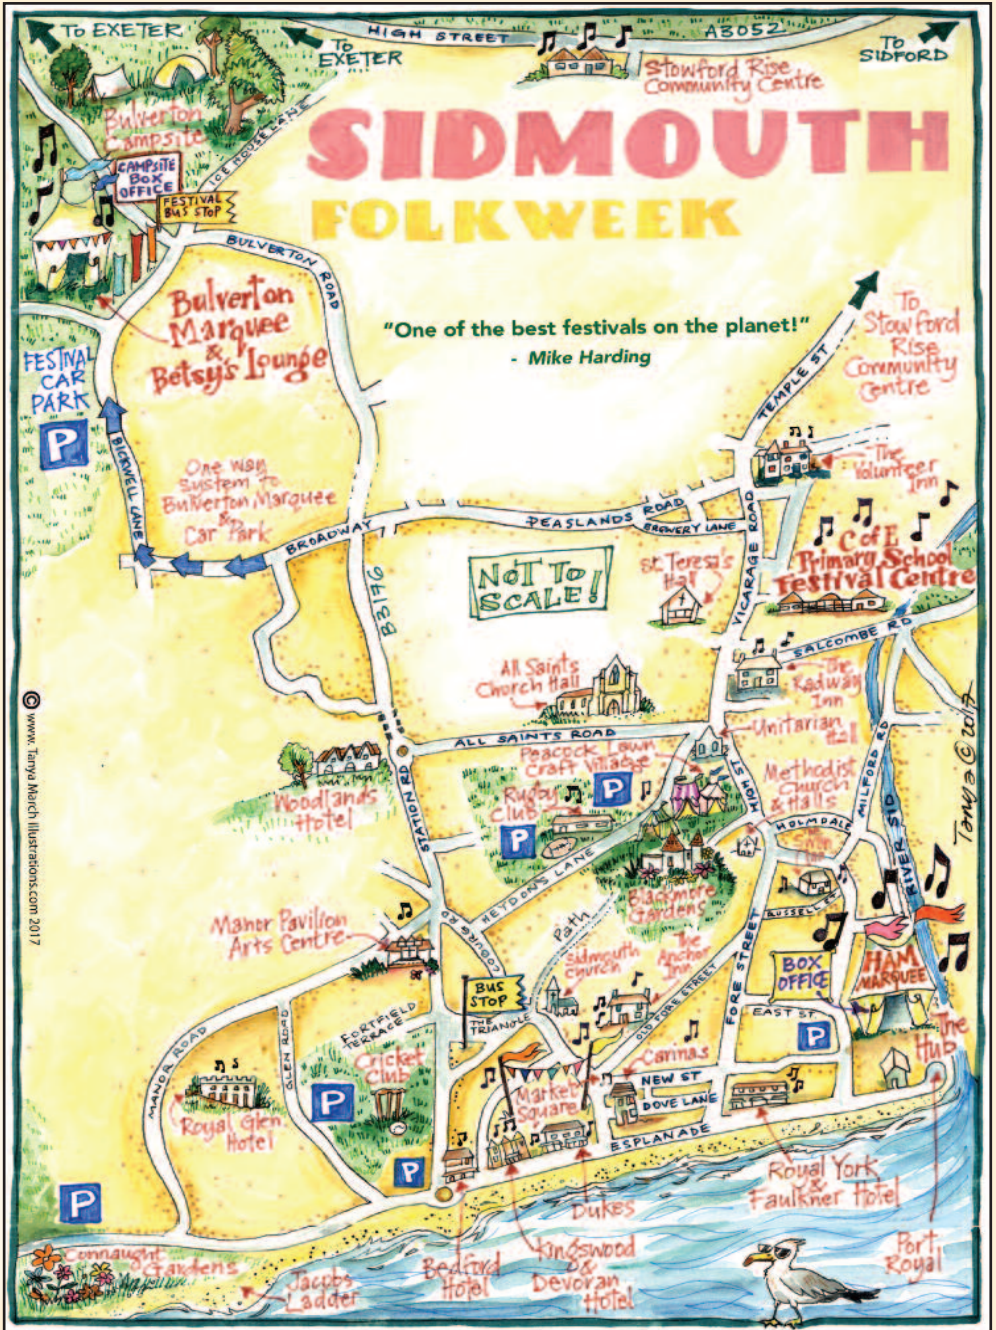 TO EXETER
TO
EXETER
HIGH STREET
A3052
TO
SIDFORD
Stowford Rise
Community Centre
Bulverton
Campsite
ICE HOUSE LANE
CAMPSITE
BOX
OFFICE
FESTIVAL
BUS STOP
SIDMOUTH
FOLKWEEK
BULVERTON ROAD
Bulverton
Marquee
&
Betsy's Lounge
"One of the best festivals on the planet!"
- Mike Harding
To
Stowford
Rise
Community
Centre
TEMPLE ST
FESTIVAL
CAR
PARK
P
BICKWELL LANE
One way
system to
Bulverton Marquee
&
Car Park
The
Volunteer
Inn
BROADWAY
PEASLANDS ROAD
BREWERY LANE
VICARAGE ROAD
C of E
Primary School
Festival Centre
NOT TO
SCALE!
St Teresa's
Hall
B3176
SALCOMBE RD
The
Radway
Inn
All Saints
Church Hall
ALL SAINTS ROAD
Unitarian
Hall
Peacock Lawn
Craft Village
P
Rugby
Club
P
HIGH ST
Methodist
Church
& Halls
MILFORD RD
RIVER SID
Woodlands
Hotel
STATION RD
HOLMDALE
HEYDON'S LANE
Blackmore
Gardens
RUSSELL ST
Manor Pavilion
Arts Centre
Path
Sidmouth
Church
The
Anchor
Inn
OLD FORE STREET
FORE STREET
BOX
OFFICE
HAM
MARQUEE
BUS
STOP
THE
TRIANGLE
EAST ST.
P
The
Hub
MANOR ROAD
GLEN ROAD
FORTFIELD
TERRACE
Cricket
Club
P
Royal Glen
Hotel
Market
Square
Carinas
NEW ST
DOVE LANE
ESPLANADE
P
P
Royal York
&
Faulkner Hotel
Dukes
Kingswood
&
Devoran
Hotel
Bedford
Hotel
Port
Royal
Connaught
Gardens
Jacobs
Ladder
Tanya © 2017
© www.Tanya March illustrations.com 2017